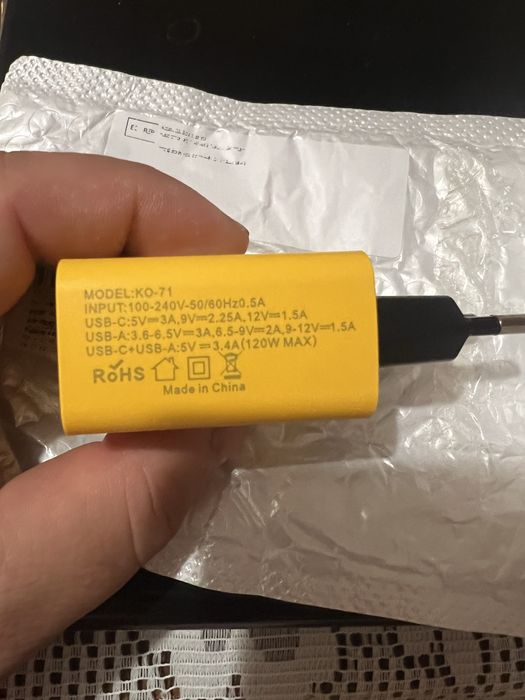 MODEL:KO-71
INPUT:100-240V-50/60Hz0.5A
USB-C:5V⎓3A,9V⎓2.25A,12V⎓1.5A
USB-A:3.6-6.5V⎓3A,6.5-9V⎓2A,9-12V⎓1.5A
USB-C+USB-A:5V ⎓3.4A(120W MAX)
RoHS
Made in China